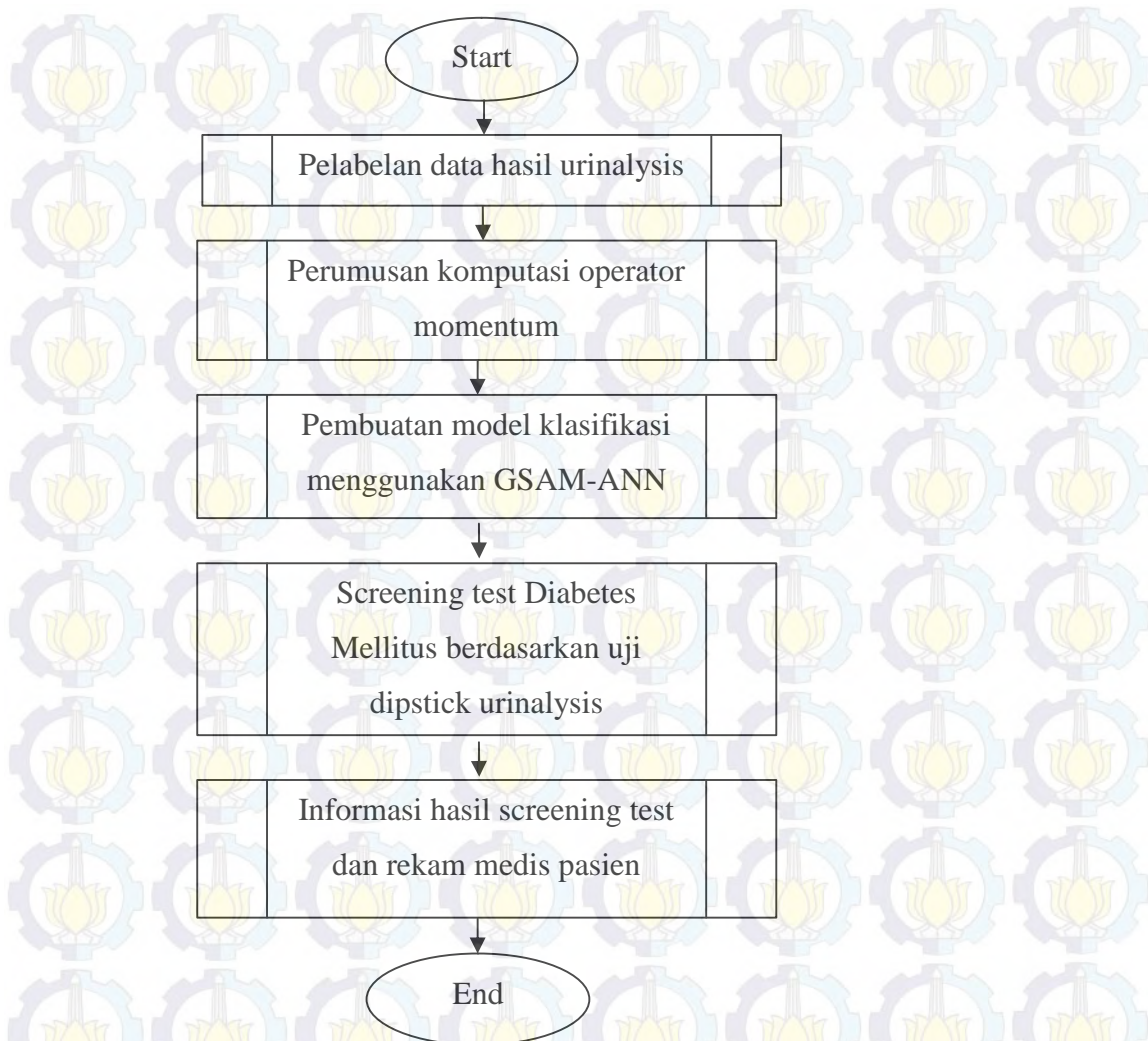 Start
Pelabelan data hasil urinalysis
Perumusan komputasi operator
momentum
Pembuatan model klasifikasi
menggunakan GSAM-ANN
Screening test Diabetes
Mellitus berdasarkan uji
dipstick urinalysis
Informasi hasil screening test
dan rekam medis pasien
End